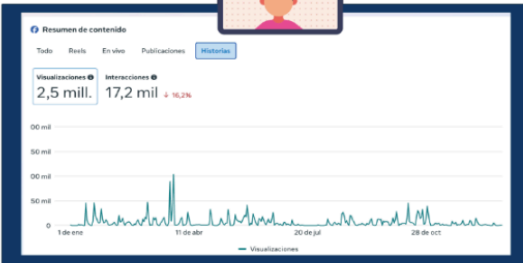 Resumen de contenido
Todo Reels En vivo Publicaciones Historias
Visualizaciones Interacciones
2,5 mill. 17,2 mil ↓ 16,2%
00 mil
50 mil
00 mil
50 mil
0
1 de ene 11 de abr 20 de jul 28 de oct
Visualizaciones